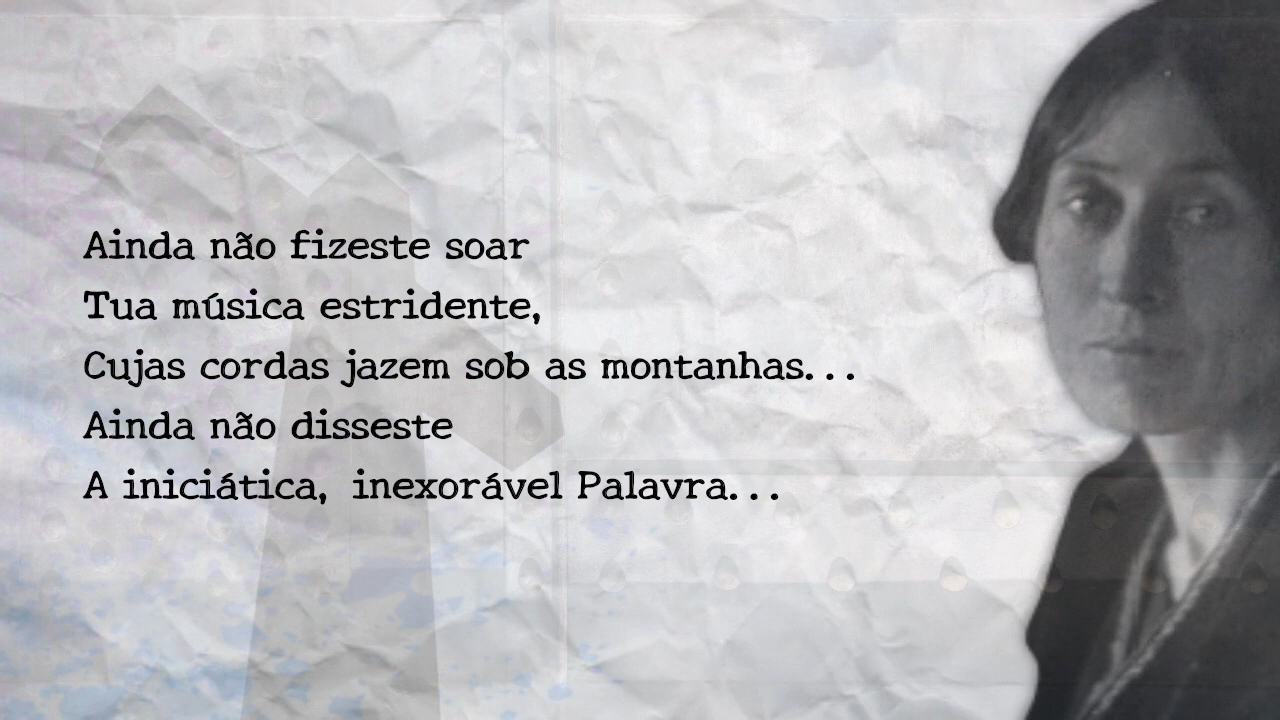 Ainda não fizeste soar
Tua música estridente,
Cujas cordas jazem sob as montanhas...
Ainda não disseste
A iniciática, inexorável Palavra...